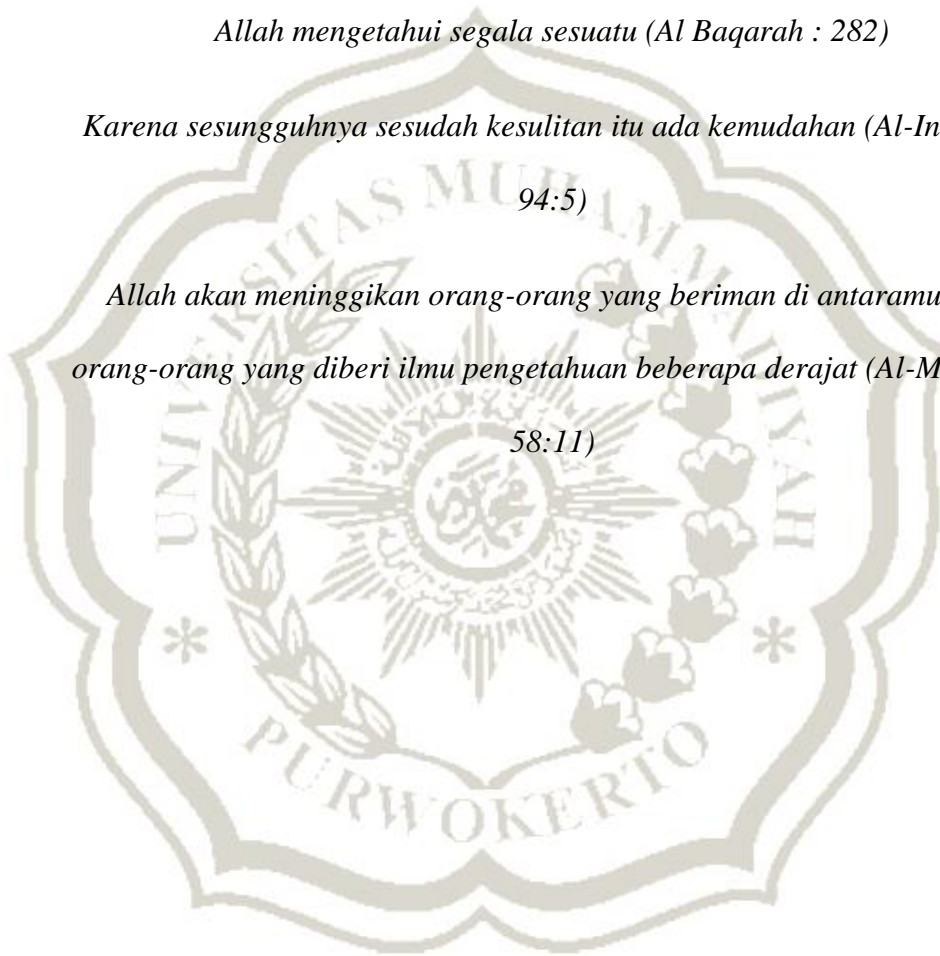 Allah mengetahui segala sesuatu (Al Baqarah : 282)
Karena sesungguhnya sesudah kesulitan itu ada kemudahan (Al-In
94:5)
Allah akan meninggikan orang-orang yang beriman di antaramu
orang-orang yang diberi ilmu pengetahuan beberapa derajat (Al-M
58:11)
UNIVERSITAS MUHAMMADIYAH
PURWOKERTO